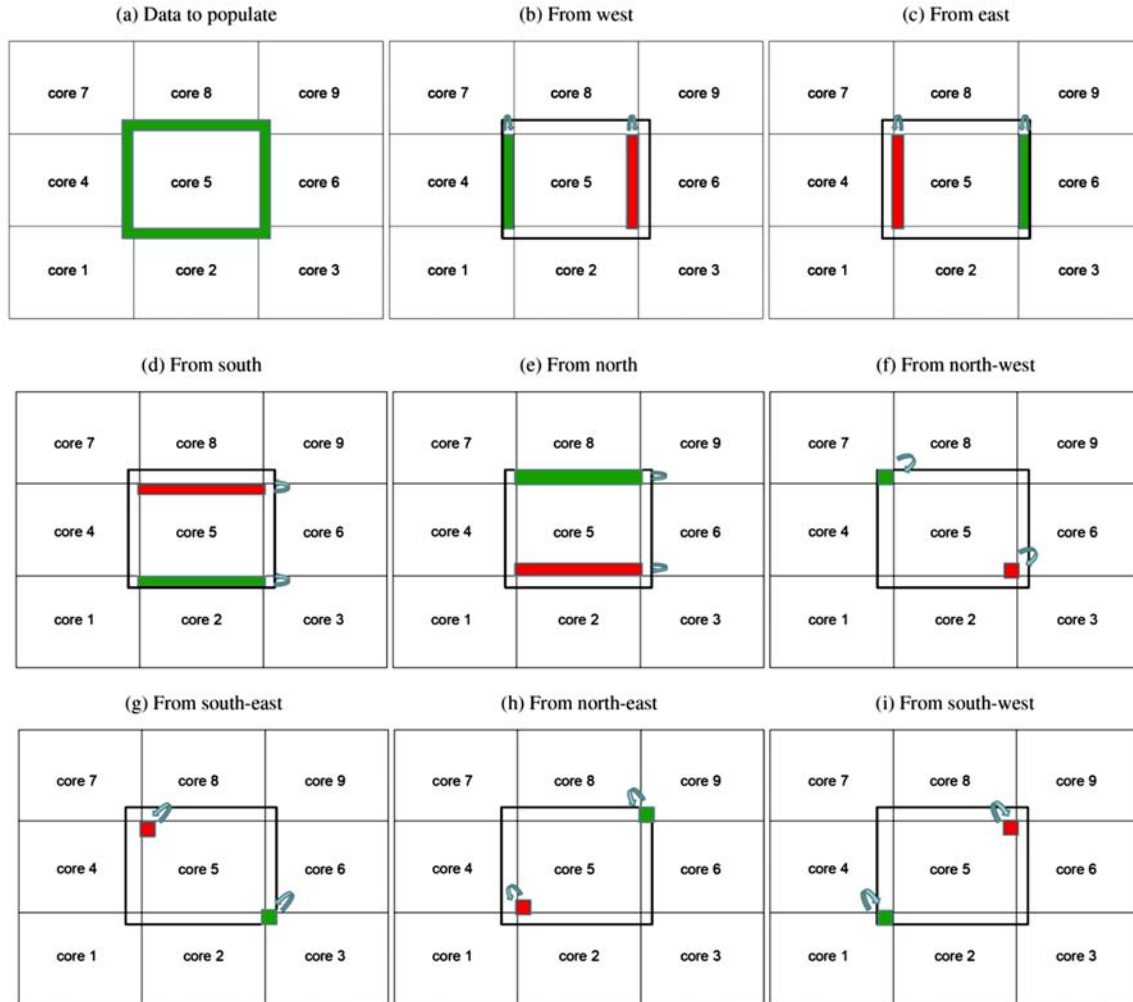 (a) Data to populate
(b) From west
(c) From east
core 7 core 8 core 9
core 7 core 8 core 9
core 7 core 8 core 9
core 4 core 5 core 6
core 4 core 5 core 6
core 4 core 5 core 6
core 1 core 2 core 3
core 1 core 2 core 3
core 1 core 2 core 3
(d) From south
(e) From north
(f) From north-west
core 7 core 8 core 9
core 7 core 8 core 9
core 7 core 8 core 9
core 4 core 5 core 6
core 4 core 5 core 6
core 4 core 5 core 6
core 1 core 2 core 3
core 1 core 2 core 3
core 1 core 2 core 3
(g) From south-east
(h) From north-east
(i) From south-west
core 7 core 8 core 9
core 7 core 8 core 9
core 7 core 8 core 9
core 4 core 5 core 6
core 4 core 5 core 6
core 4 core 5 core 6
core 1 core 2 core 3
core 1 core 2 core 3
core 1 core 2 core 3